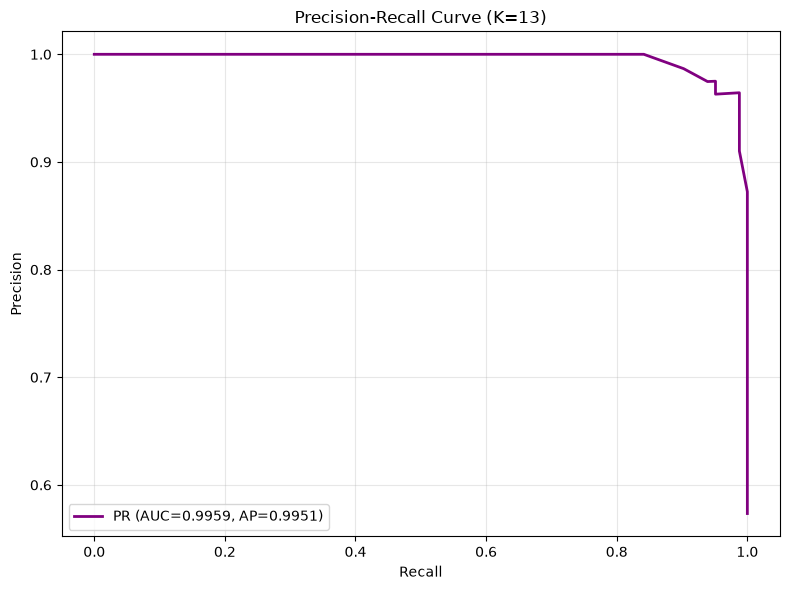 Precision-Recall Curve (K=13)
1.0
0.9
0.8
0.7
0.6
Precision
PR (AUC=0.9959, AP=0.9951)
0.0 0.2 0.4 0.6 0.8 1.0
Recall